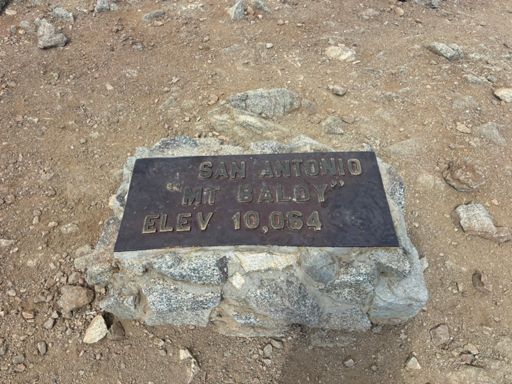 SAN ANTONIO
"MT BALDY"
ELEV 10,064